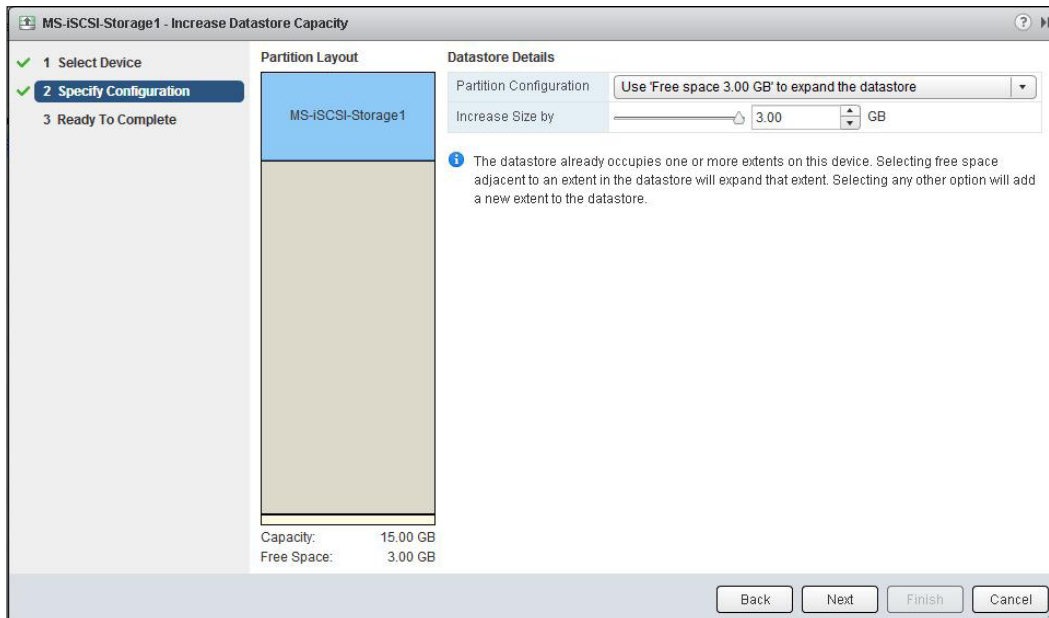 MS-iSCSI-Storage1 - Increase Datastore Capacity
?
1 Select Device
2 Specify Configuration
3 Ready To Complete
Partition Layout
MS-iSCSI-Storage1
Capacity: 15.00 GB
Free Space: 3.00 GB
Datastore Details
Partition Configuration Use 'Free space 3.00 GB' to expand the datastore
Increase Size by 3.00 GB
The datastore already occupies one or more extents on this device. Selecting free space
adjacent to an extent in the datastore will expand that extent. Selecting any other option will add
a new extent to the datastore.
Back Next Finish Cancel